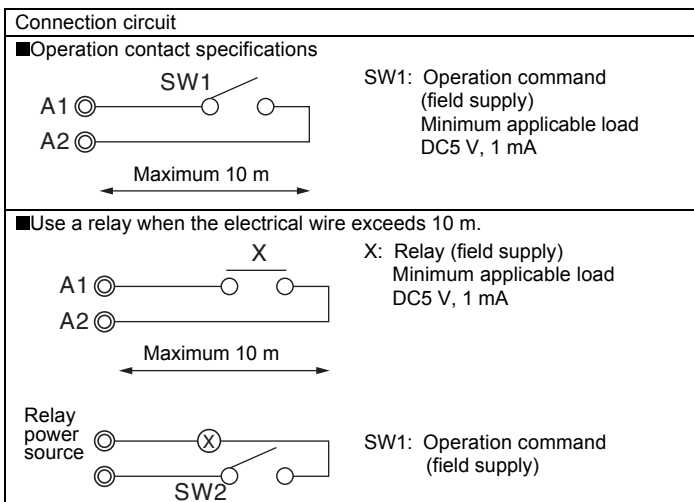 Connection circuit
■Operation contact specifications
SW1
A1
A2
Maximum 10 m
SW1: Operation command
(field supply)
Minimum applicable load
DC5 V, 1 mA
■Use a relay when the electrical wire exceeds 10 m.
X
A1
A2
Maximum 10 m
X: Relay (field supply)
Minimum applicable load
DC5 V, 1 mA
Relay
power
source
X
SW2
SW1: Operation command
(field supply)